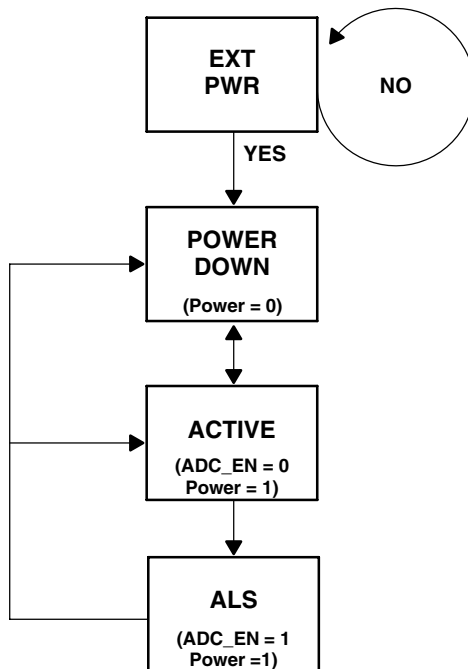 EXT
PWR
NO
YES
POWER
DOWN
(Power = 0)
ACTIVE
(ADC_EN = 0
Power = 1)
ALS
(ADC_EN = 1
Power =1)